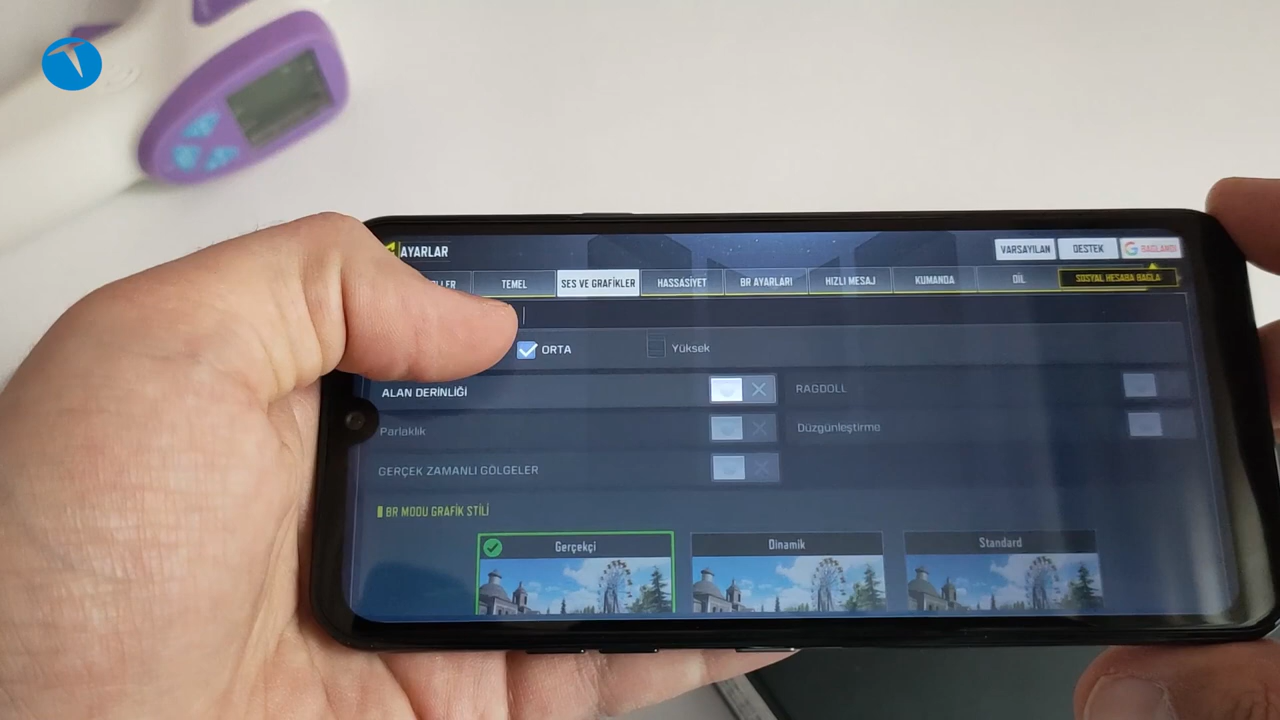 AYARLAR
VARSAYILAN DESTEK BAĞLANDI
TEMEL SES VE GRAFİKLER HASSASİYET BR AYARLARI HIZLI MESAJ KUMANDA DİL SOSYAL HESABA BAĞLA
ORTA Yüksek
ALAN DERİNLİĞİ RAGDOLL
Parlaklık Düzgünleştirme
GERÇEK ZAMANLI GÖLGELER
BR MODU GRAFİK STİLİ
Gerçekçi Dinamik Standard